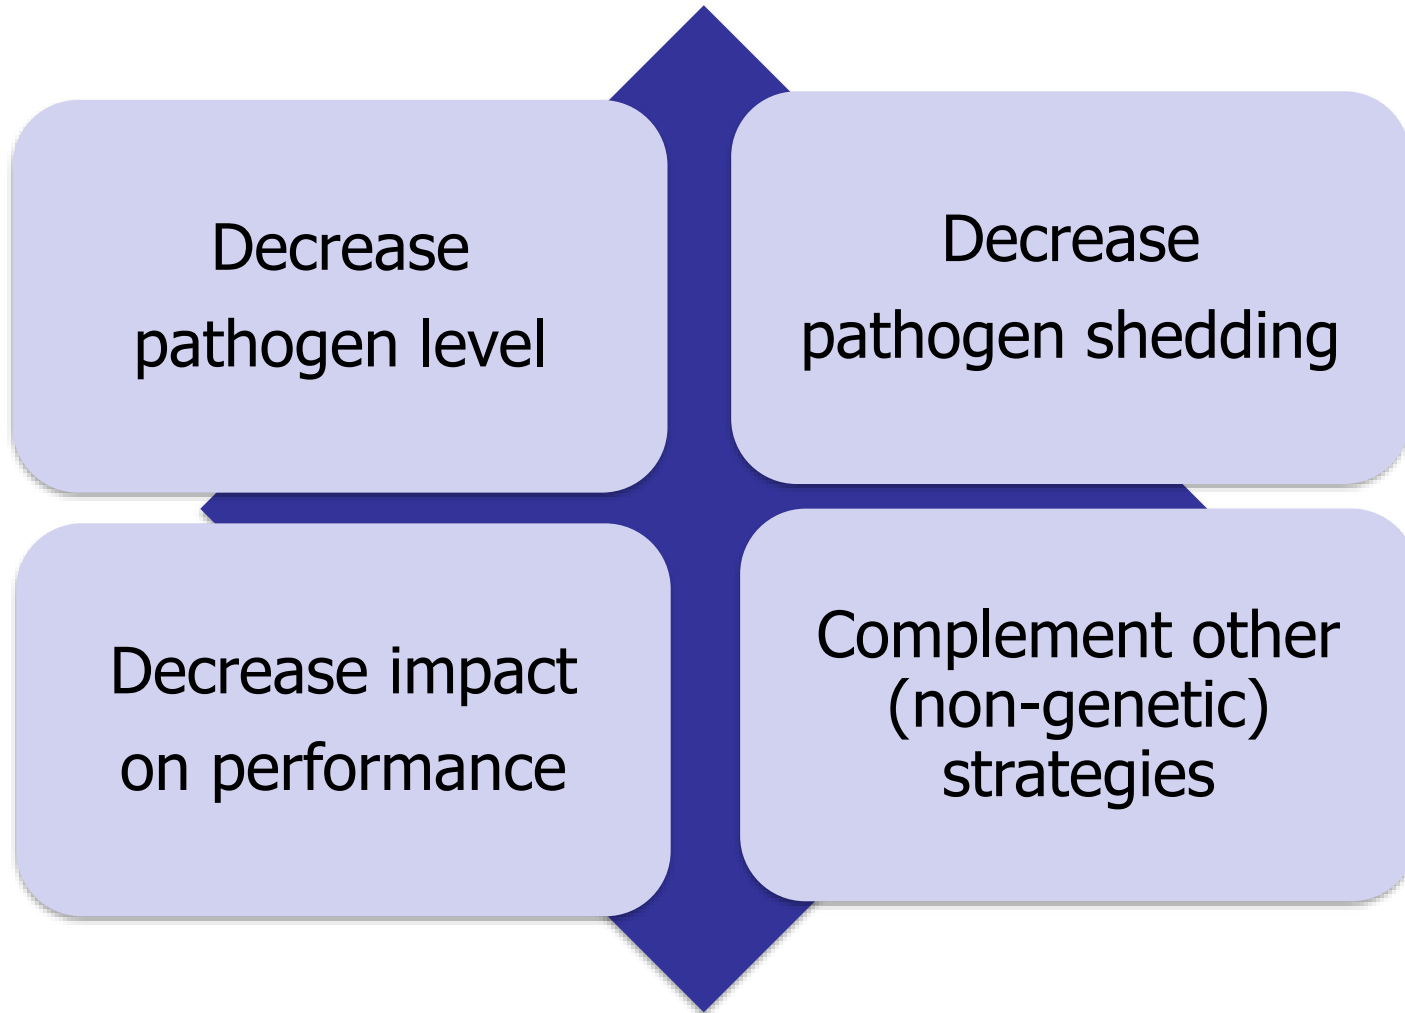 Decrease
pathogen level
Decrease
pathogen shedding
Decrease impact
on performance
Complement other
(non-genetic)
strategies